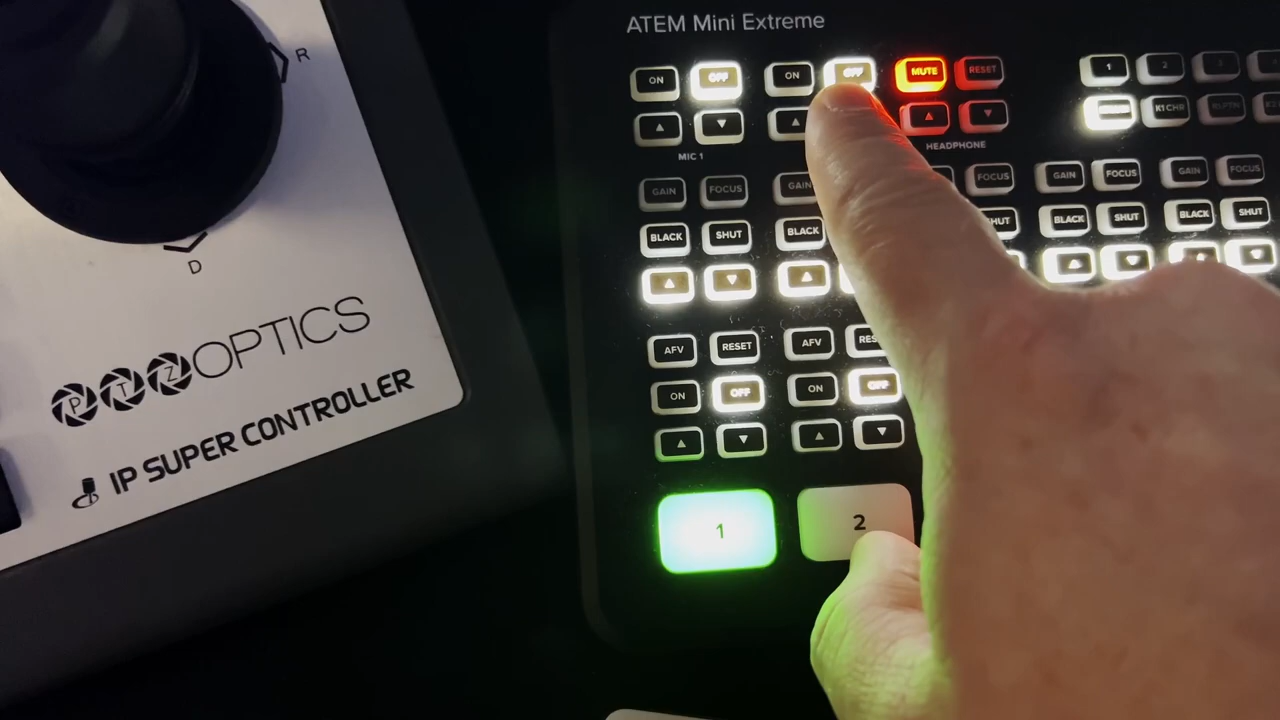 ATEM Mini Extreme
ON OFF ON OFF MUTE RESET 1 2 3
K1 CHR
MIC 1
HEADPHONE
GAIN FOCUS GAIN FOCUS GAIN FOCUS GAIN FOCUS
BLACK SHUT BLACK SHUT BLACK SHUT BLACK SHUT
AFV RESET AFV
ON OFF ON OFF
1 2
R
D
PTZOPTICS
IP SUPER CONTROLLER